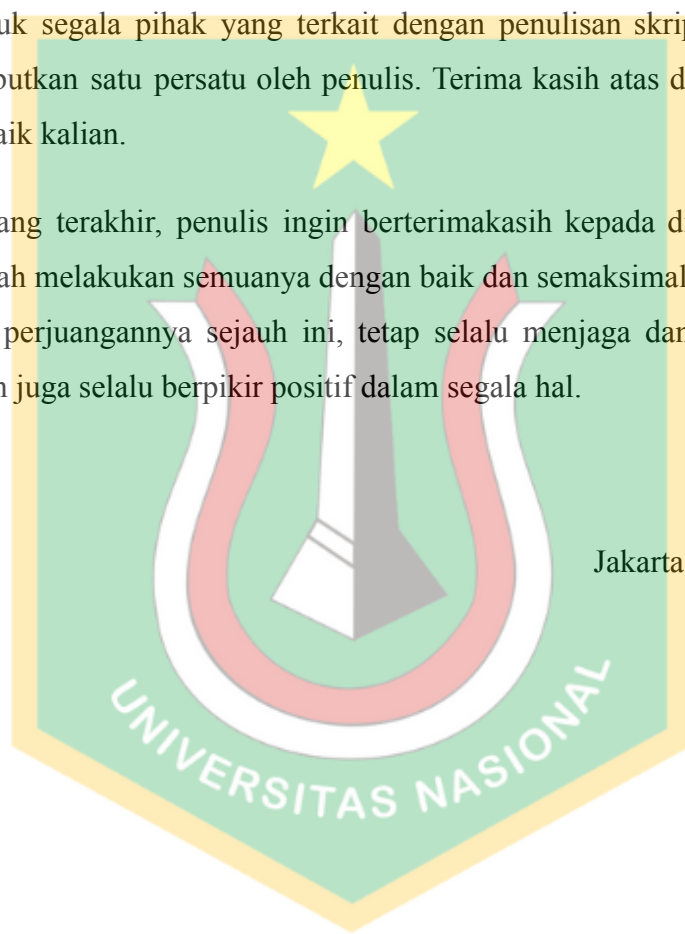 uk segala pihak yang terkait dengan penulisan skrip
butkan satu persatu oleh penulis. Terima kasih atas d
aik kalian.
ang terakhir, penulis ingin berterimakasih kepada di
ah melakukan semuanya dengan baik dan semaksimal
perjuangannya sejauh ini, tetap selalu menjaga dan
n juga selalu berpikir positif dalam segala hal.
Jakarta
UNIVERSITAS NASIONAL